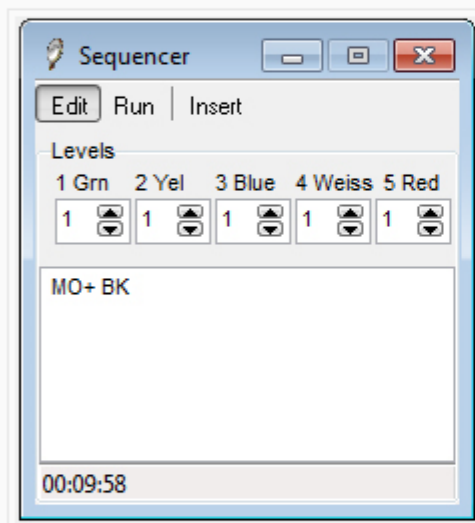 Sequencer
Edit Run Insert
Levels
1 Grn 2 Yel 3 Blue 4 Weiss 5 Red
1 1 1 1 1
MO+ BK
00:09:58